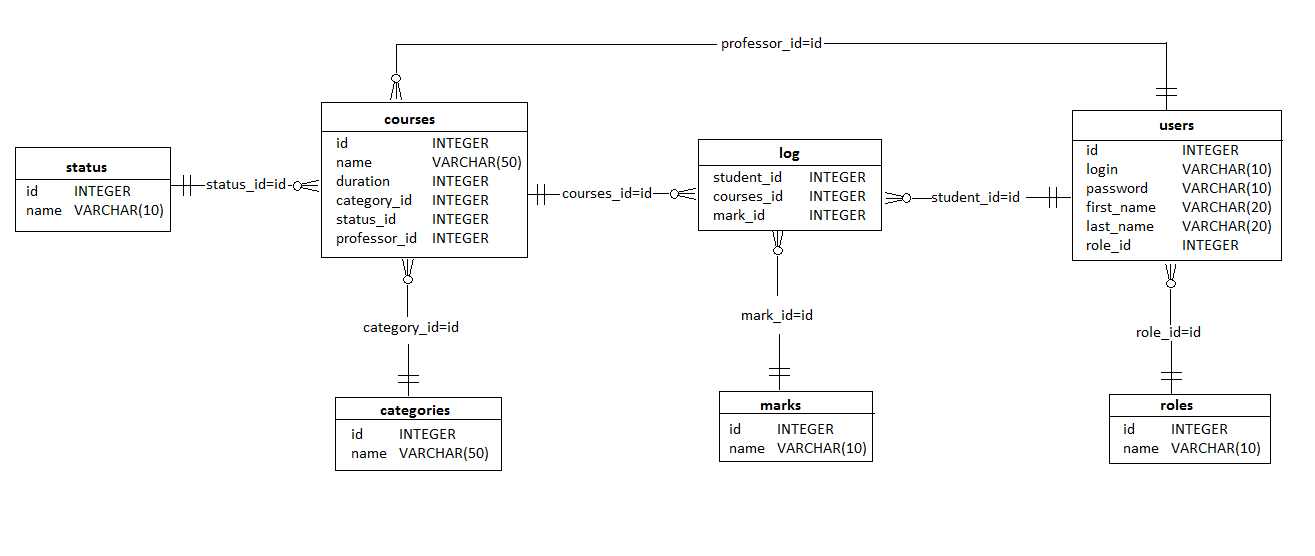 professor_id=id
courses
id INTEGER
name VARCHAR(50)
duration INTEGER
category_id INTEGER
status_id INTEGER
professor_id INTEGER
users
id INTEGER
login VARCHAR(10)
password VARCHAR(10)
first_name VARCHAR(20)
last_name VARCHAR(20)
role_id INTEGER
status
id INTEGER
name VARCHAR(10)
status_id=id
courses_id=id
log
student_id INTEGER
courses_id INTEGER
mark_id INTEGER
student_id=id
category_id=id
mark_id=id
role_id=id
categories
id INTEGER
name VARCHAR(50)
marks
id INTEGER
name VARCHAR(10)
roles
id INTEGER
name VARCHAR(10)